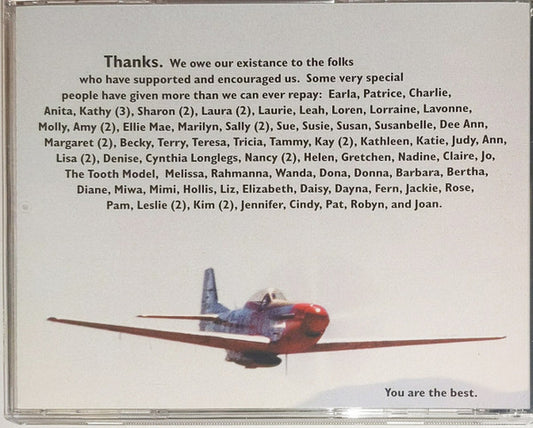 Thanks. We owe our existance to the folks
who have supported and encouraged us. Some very special
people have given more than we can ever repay: Earla, Patrice, Charlie,
Anita, Kathy (3), Sharon (2), Laura (2), Laurie, Leah, Loren, Lorraine, Lavonne,
Molly, Amy (2), Ellie Mae, Marilyn, Sally (2), Sue, Susie, Susan, Susanbelle, Dee Ann,
Margaret (2), Becky, Terry, Teresa, Tricia, Tammy, Kay (2), Kathleen, Katie, Judy, Ann,
Lisa (2), Denise, Cynthia Longlegs, Nancy (2), Helen, Gretchen, Nadine, Claire, Jo,
The Tooth Model, Melissa, Rahmanna, Wanda, Dona, Donna, Barbara, Bertha,
Diane, Miwa, Mimi, Hollis, Liz, Elizabeth, Daisy, Dayna, Fern, Jackie, Rose,
Pam, Leslie (2), Kim (2), Jennifer, Cindy, Pat, Robyn, and Joan.
You are the best.